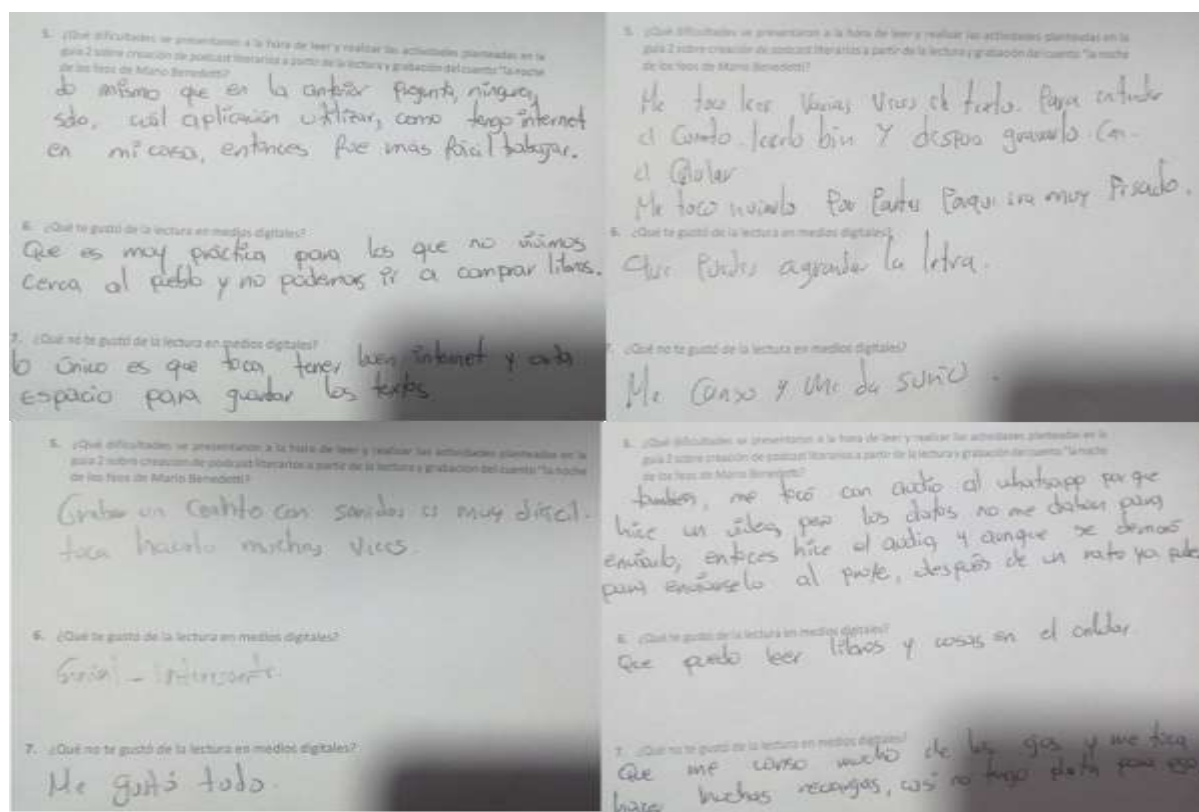 5. ¿Qué dificultades se presentaron a la hora de leer y realizar las actividades planteadas en la
guía 2 sobre creación de podcast literarios a partir de la lectura y grabación del cuento "la noche
de los feos de Mario Benedetti?
Lo mismo que en la anterior pregunta, ninguna,
solo, cuál aplicación utilizar, como tengo internet
en mi casa, entonces fue más fácil trabajar.
6. ¿Qué te gustó de la lectura en medios digitales?
Que es muy práctica para los que no vivimos
cerca al pueblo y no podemos ir a comprar libros.
7. ¿Qué no te gustó de la lectura en medios digitales?
lo único es que toca tener buen internet y
espacio para guardar los textos
5. ¿Qué dificultades se presentaron a la hora de leer y realizar las actividades planteadas en la
guía 2 sobre creación de podcast literarios a partir de la lectura y grabación del cuento "la noche
de los feos de Mario Benedetti?
Me toco leer varias veces el texto. Para entender
el Cuento. leerlo bien Y después gravarlo Con
el Celular
Me toco enviarlo Por Partes Porque era muy Pesado.
6. ¿Qué te gustó de la lectura en medios digitales?
Que Puedes agrandar la letra.
7. ¿Qué no te gustó de la lectura en medios digitales?
Me Canso y me da sueño.
5. ¿Qué dificultades se presentaron a la hora de leer y realizar las actividades planteadas en la
guía 2 sobre creación de podcast literarios a partir de la lectura y grabación del cuento "la noche
de los feos de Mario Benedetti?
Grabar un Cuento con sonidos es muy difícil.
toca hacerlo muchas veces.
6. ¿Qué te gustó de la lectura en medios digitales?
Genial - interesante.
7. ¿Qué no te gustó de la lectura en medios digitales?
Me gustó todo.
5. ¿Qué dificultades se presentaron a la hora de leer y realizar las actividades planteadas en la
guía 2 sobre creación de podcast literarios a partir de la lectura y grabación del cuento "la noche
de los feos de Mario Benedetti?
tambien, me tocó con audio al whatsapp porque
hice un video, pero los datos no me daban para
enviarlo, entonces hice el audio y aunque se demoró
para enviárselo al profe, después de un rato ya pude
6. ¿Qué te gustó de la lectura en medios digitales?
Que puedo leer libros y cosas en el celular
7. ¿Qué no te gustó de la lectura en medios digitales?
Que me canso mucho de los ojos y me toca
hacer muchas recargas, casi no tengo plata para eso